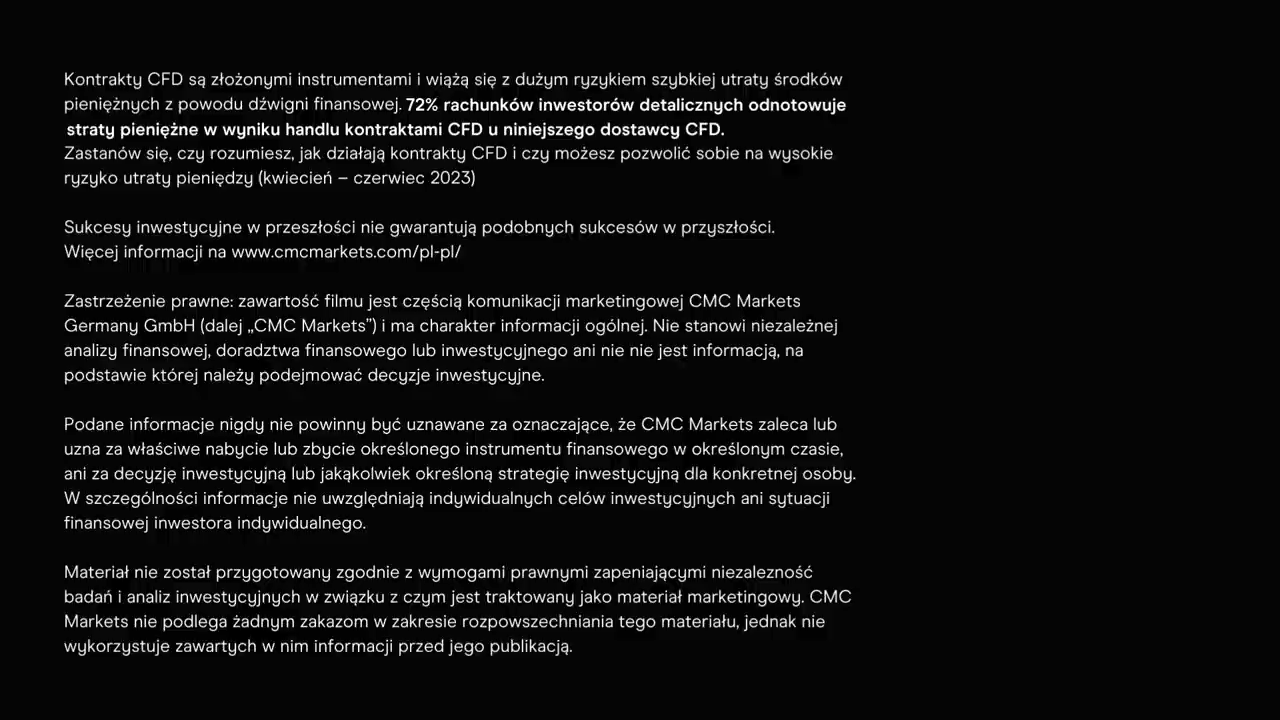 Kontrakty CFD są złożonymi instrumentami i wiążą się z dużym ryzykiem szybkiej utraty środków
pieniężnych z powodu dźwigni finansowej. 72% rachunków inwestorów detalicznych odnotowuje
straty pieniężne w wyniku handlu kontraktami CFD u niniejszego dostawcy CFD.
Zastanów się, czy rozumiesz, jak działają kontrakty CFD i czy możesz pozwolić sobie na wysokie
ryzyko utraty pieniędzy (kwiecień – czerwiec 2023)
Sukcesy inwestycyjne w przeszłości nie gwarantują podobnych sukcesów w przyszłości.
Więcej informacji na www.cmcmarkets.com/pl-pl/
Zastrzeżenie prawne: zawartość filmu jest częścią komunikacji marketingowej CMC Markets
Germany GmbH (dalej „CMC Markets”) i ma charakter informacji ogólnej. Nie stanowi niezależnej
analizy finansowej, doradztwa finansowego lub inwestycyjnego ani nie nie jest informacją, na
podstawie której należy podejmować decyzje inwestycyjne.
Podane informacje nigdy nie powinny być uznawane za oznaczające, że CMC Markets zaleca lub
uzna za właściwe nabycie lub zbycie określonego instrumentu finansowego w określonym czasie,
ani za decyzję inwestycyjną lub jakąkolwiek określoną strategię inwestycyjną dla konkretnej osoby.
W szczególności informacje nie uwzględniają indywidualnych celów inwestycyjnych ani sytuacji
finansowej inwestora indywidualnego.
Materiał nie został przygotowany zgodnie z wymogami prawnymi zapeniającymi niezalezność
badań i analiz inwestycyjnych w związku z czym jest traktowany jako materiał marketingowy. CMC
Markets nie podlega żadnym zakazom w zakresie rozpowszechniania tego materiału, jednak nie
wykorzystuje zawartych w nim informacji przed jego publikacją.